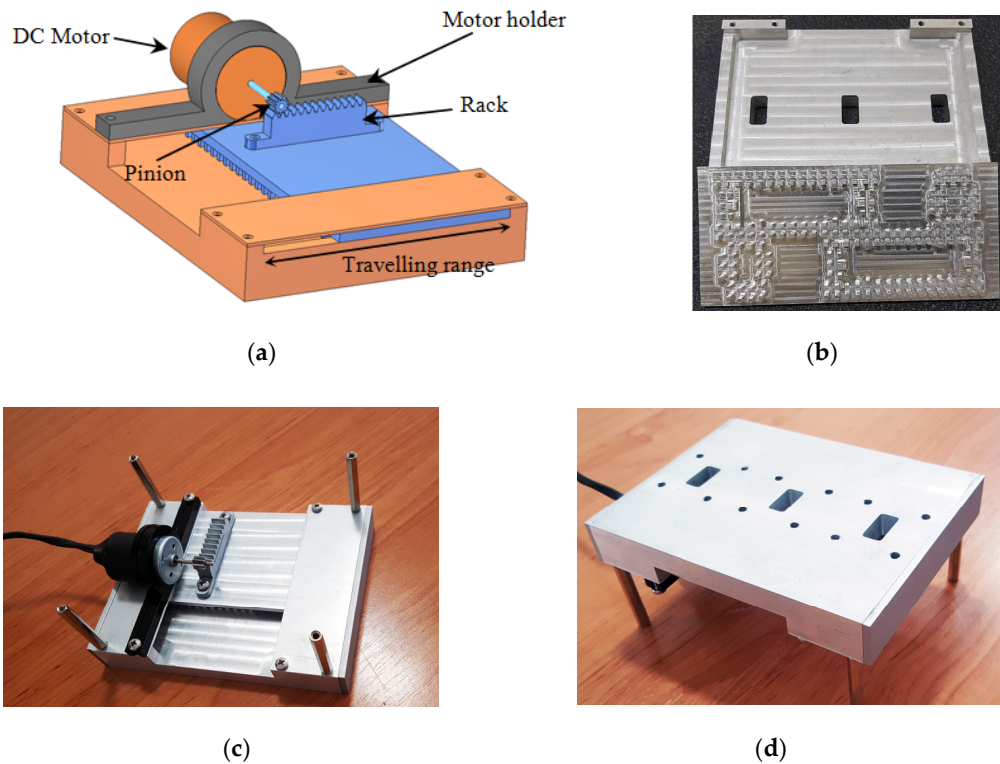 Motor holder
DC Motor
Rack
Pinion
Travelling range
(a)
(b)
(c)
(d)